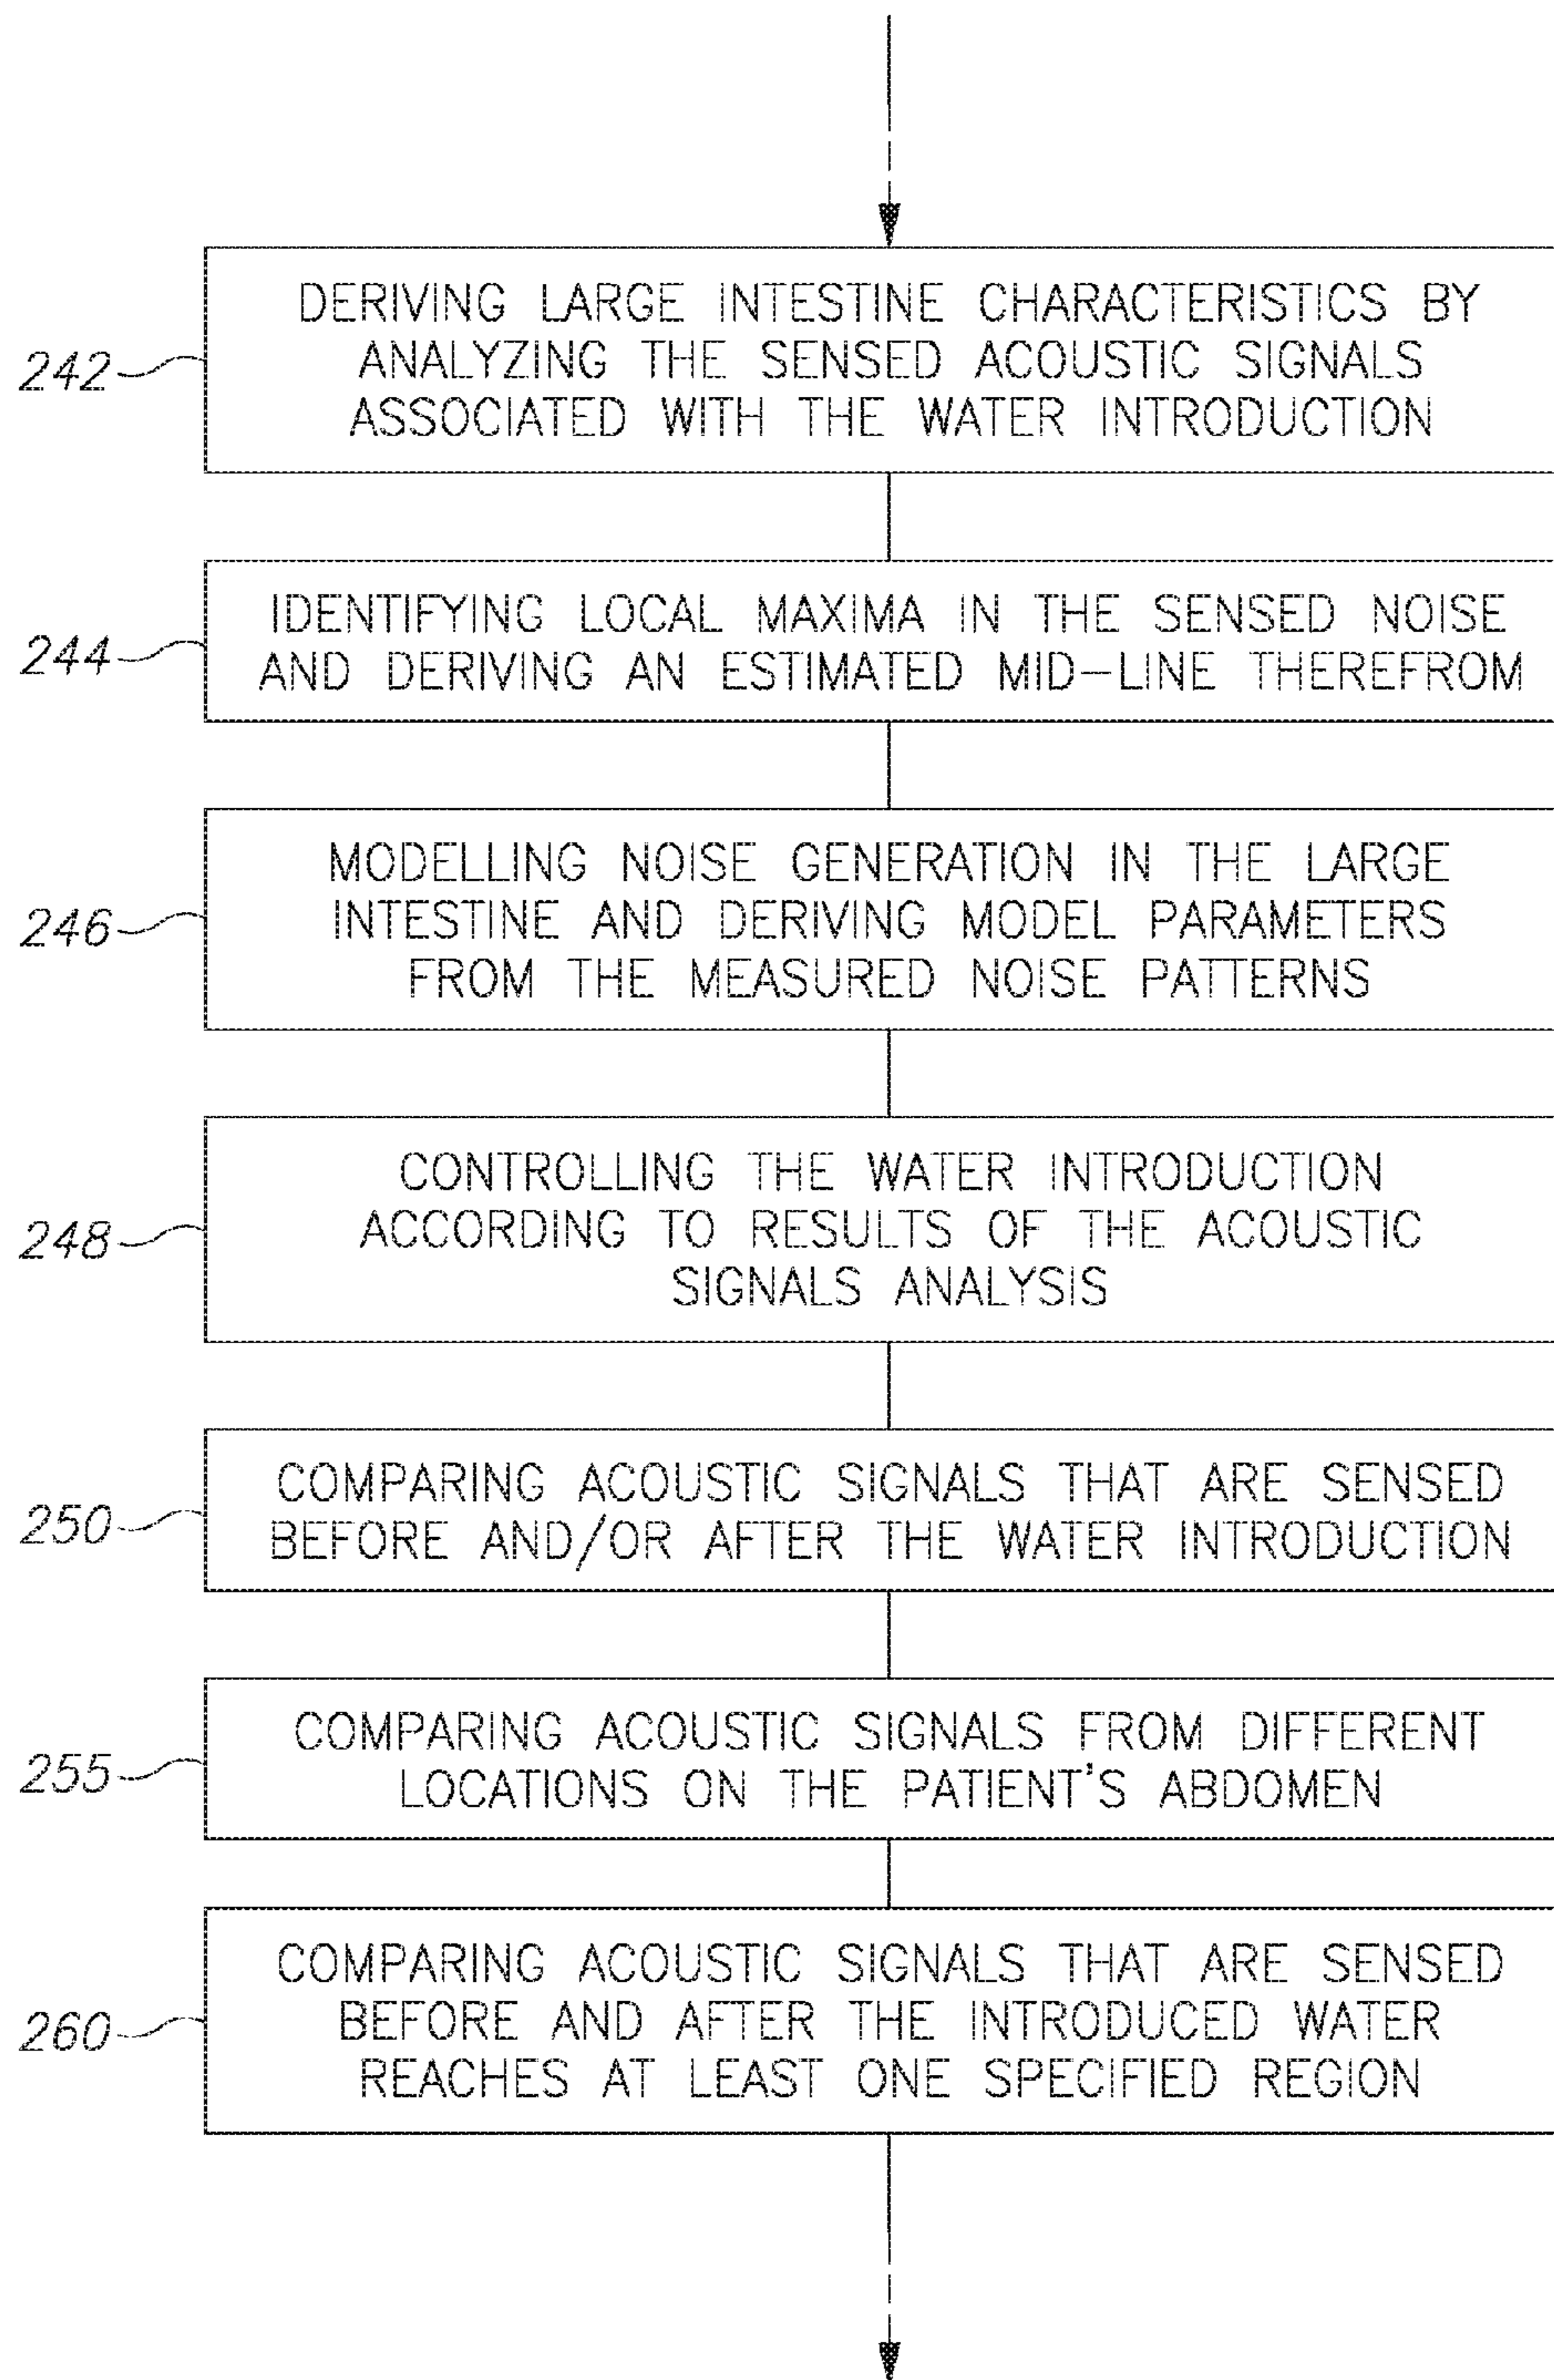 DERIVING LARGE INTESTINE CHARACTERISTICS BY
242
ANALYZING THE SENSED ACOUSTIC SIGNALS
ASSOCIATED WITH THE WATER INTRODUCTION
IDENTIFYING LOCAL MAXIMA IN THE SENSED NOISE
244
AND DERIVING AN ESTIMATED MID-LINE THEREFROM
MODELLING NOISE GENERATION IN THE LARGE
246
INTESTINE AND DERIVING MODEL PARAMETERS
FROM THE MEASURED NOISE PATTERNS
CONTROLLING THE WATER INTRODUCTION
248
ACCORDING TO RESULTS OF THE ACOUSTIC
SIGNALS ANALYSIS
COMPARING ACOUSTIC SIGNALS THAT ARE SENSED
250
BEFORE AND/OR AFTER THE WATER INTRODUCTION
COMPARING ACOUSTIC SIGNALS FROM DIFFERENT
255
LOCATIONS ON THE PATIENT'S ABDOMEN
COMPARING ACOUSTIC SIGNALS THAT ARE SENSED
260
BEFORE AND AFTER THE INTRODUCED WATER
REACHES AT LEAST ONE SPECIFIED REGION